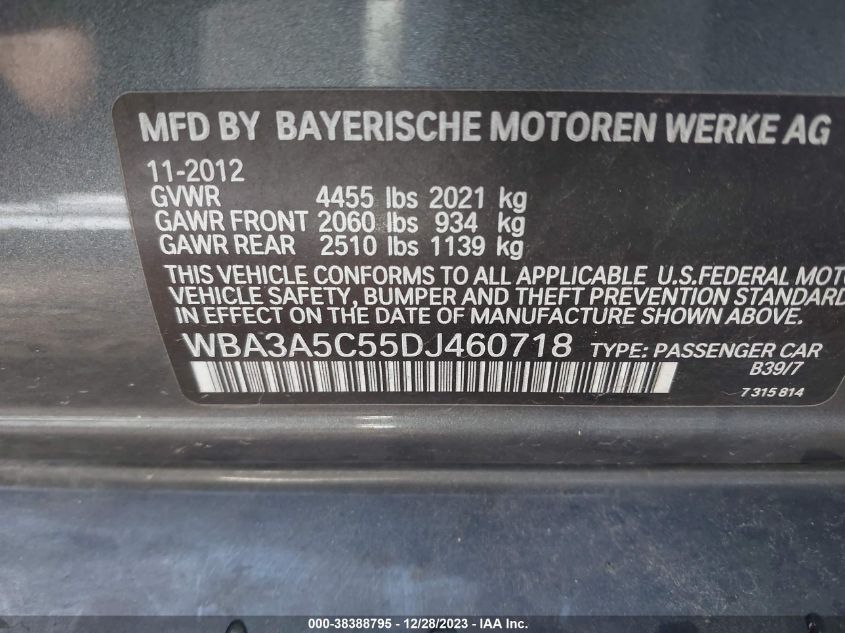 MFD BY BAYERISCHE MOTOREN WERKE AG
11-2012
GVWR 4455 lbs 2021 kg
GAWR FRONT 2060 lbs 934 kg
GAWR REAR 2510 lbs 1139 kg
THIS VEHICLE CONFORMS TO ALL APPLICABLE U.S.FEDERAL MOT
VEHICLE SAFETY, BUMPER AND THEFT PREVENTION STANDARD
IN EFFECT ON THE DATE OF MANUFACTURE SHOWN ABOVE.
WBA3A5C55DJ460718 TYPE: PASSENGER CAR
B39/7
7 315 814
000-38388795 - 12/28/2023 - IAA Inc.